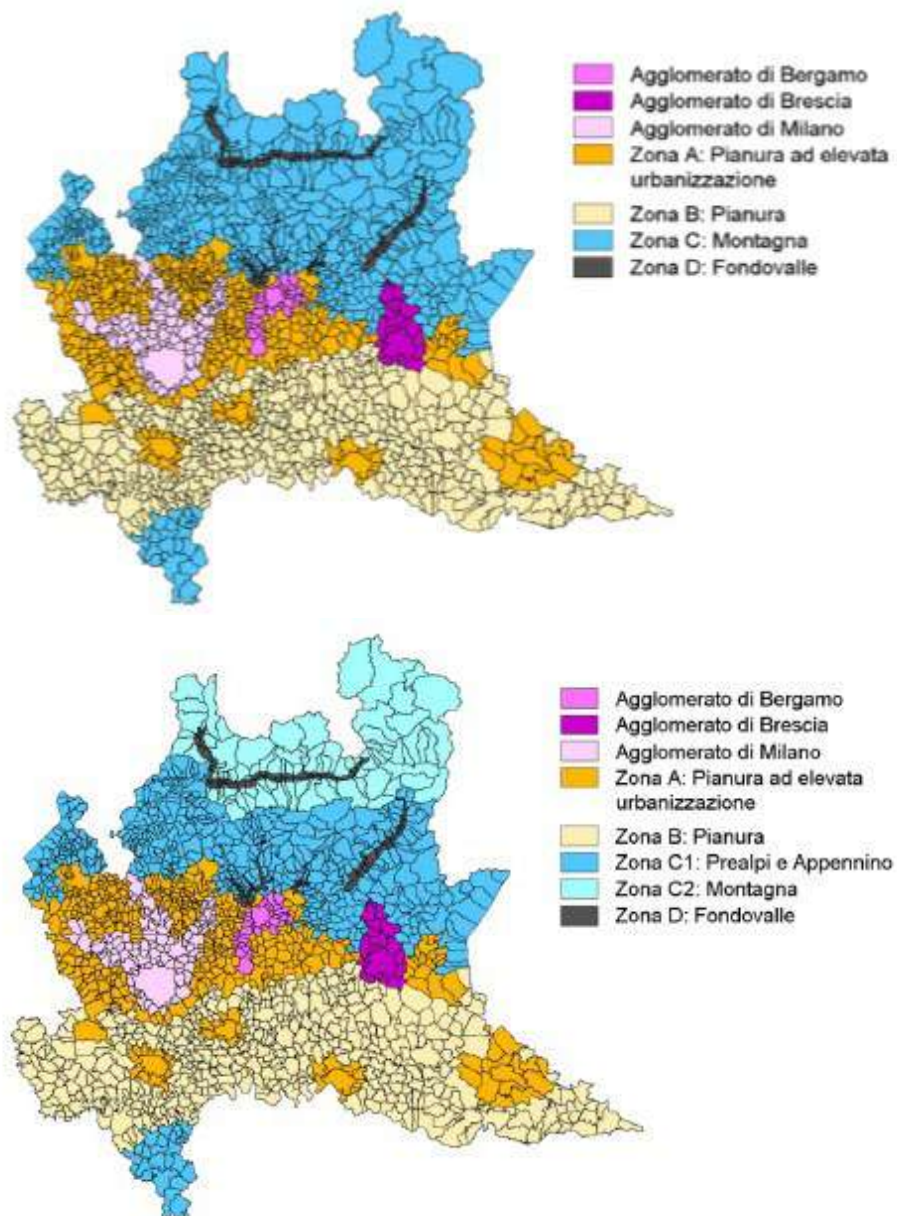 Agglomerato di Bergamo
Agglomerato di Brescia
Agglomerato di Milano
Zona A: Pianura ad elevata
urbanizzazione
Zona B: Pianura
Zona C: Montagna
Zona D: Fondovalle
Agglomerato di Bergamo
Agglomerato di Brescia
Agglomerato di Milano
Zona A: Pianura ad elevata
urbanizzazione
Zona B: Pianura
Zona C1: Prealpi e Appennino
Zona C2: Montagna
Zona D: Fondovalle